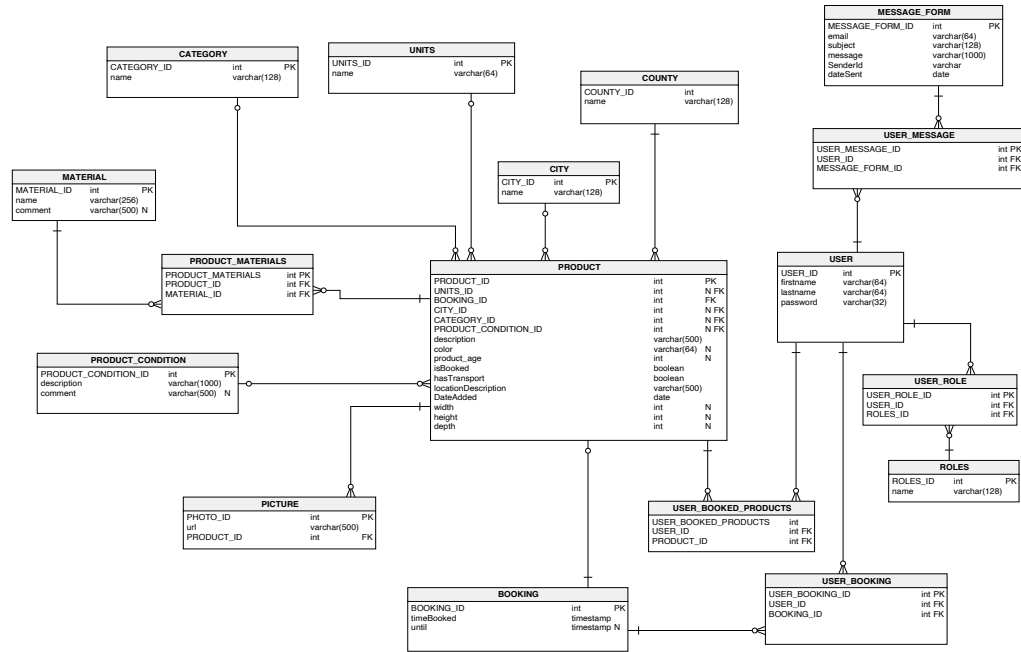 MESSAGE_FORM
MESSAGE_FORM_ID int PK
email varchar(64)
subject varchar(128)
message varchar(1000)
SenderId varchar
dateSent date
CATEGORY
CATEGORY_ID int PK
name varchar(128)
UNITS
UNITS_ID int PK
name varchar(64)
COUNTY
COUNTY_ID int
name varchar(128)
USER_MESSAGE
USER_MESSAGE_ID int PK
USER_ID int FK
MESSAGE_FORM_ID int FK
CITY
CITY_ID int PK
name varchar(128)
MATERIAL
MATERIAL_ID int PK
name varchar(256)
comment varchar(500) N
PRODUCT_MATERIALS
PRODUCT_MATERIALS int PK
PRODUCT_ID int FK
MATERIAL_ID int FK
PRODUCT
PRODUCT_ID int PK
UNITS_ID int N FK
BOOKING_ID int FK
CITY_ID int N FK
CATEGORY_ID int N FK
PRODUCT_CONDITION_ID int N FK
description varchar(500)
color varchar(64) N
product_age int N
isBooked boolean
hasTransport boolean
locationDescription varchar(500)
DateAdded date
width int N
height int N
depth int N
USER
USER_ID int PK
firstname varchar(64)
lastname varchar(64)
password varchar(32)
PRODUCT_CONDITION
PRODUCT_CONDITION_ID int PK
description varchar(1000)
comment varchar(500) N
USER_ROLE
USER_ROLE_ID int PK
USER_ID int FK
ROLES_ID int FK
ROLES
ROLES_ID int PK
name varchar(128)
PICTURE
PHOTO_ID int PK
url varchar(500)
PRODUCT_ID int FK
USER_BOOKED_PRODUCTS
USER_BOOKED_PRODUCTS int
USER_ID int FK
PRODUCT_ID int FK
BOOKING
BOOKING_ID int PK
timeBooked timestamp
until timestamp N
USER_BOOKING
USER_BOOKING_ID int PK
USER_ID int FK
BOOKING_ID int FK